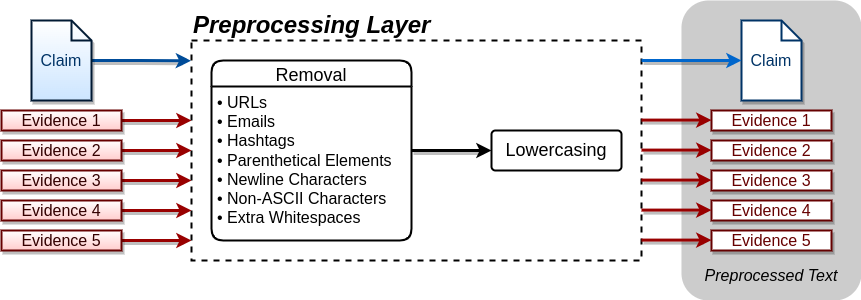 Preprocessing Layer
Claim
Evidence 1
Evidence 2
Evidence 3
Evidence 4
Evidence 5
Removal
• URLs
• Emails
• Hashtags
• Parenthetical Elements
• Newline Characters
• Non-ASCII Characters
• Extra Whitespaces
Lowercasing
Claim
Evidence 1
Evidence 2
Evidence 3
Evidence 4
Evidence 5
Preprocessed Text